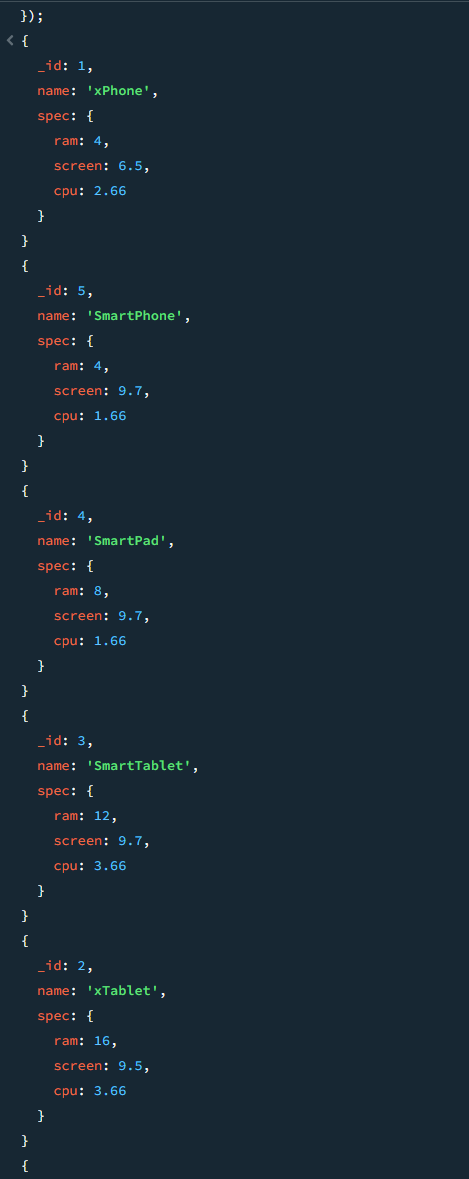 });
< {
_id: 1,
name: 'xPhone',
spec: {
ram: 4,
screen: 6.5,
cpu: 2.66
}
}
{
_id: 5,
name: 'SmartPhone',
spec: {
ram: 4,
screen: 9.7,
cpu: 1.66
}
}
{
_id: 4,
name: 'SmartPad',
spec: {
ram: 8,
screen: 9.7,
cpu: 1.66
}
}
{
_id: 3,
name: 'SmartTablet',
spec: {
ram: 12,
screen: 9.7,
cpu: 3.66
}
}
{
_id: 2,
name: 'xTablet',
spec: {
ram: 16,
screen: 9.5,
cpu: 3.66
}
}
{